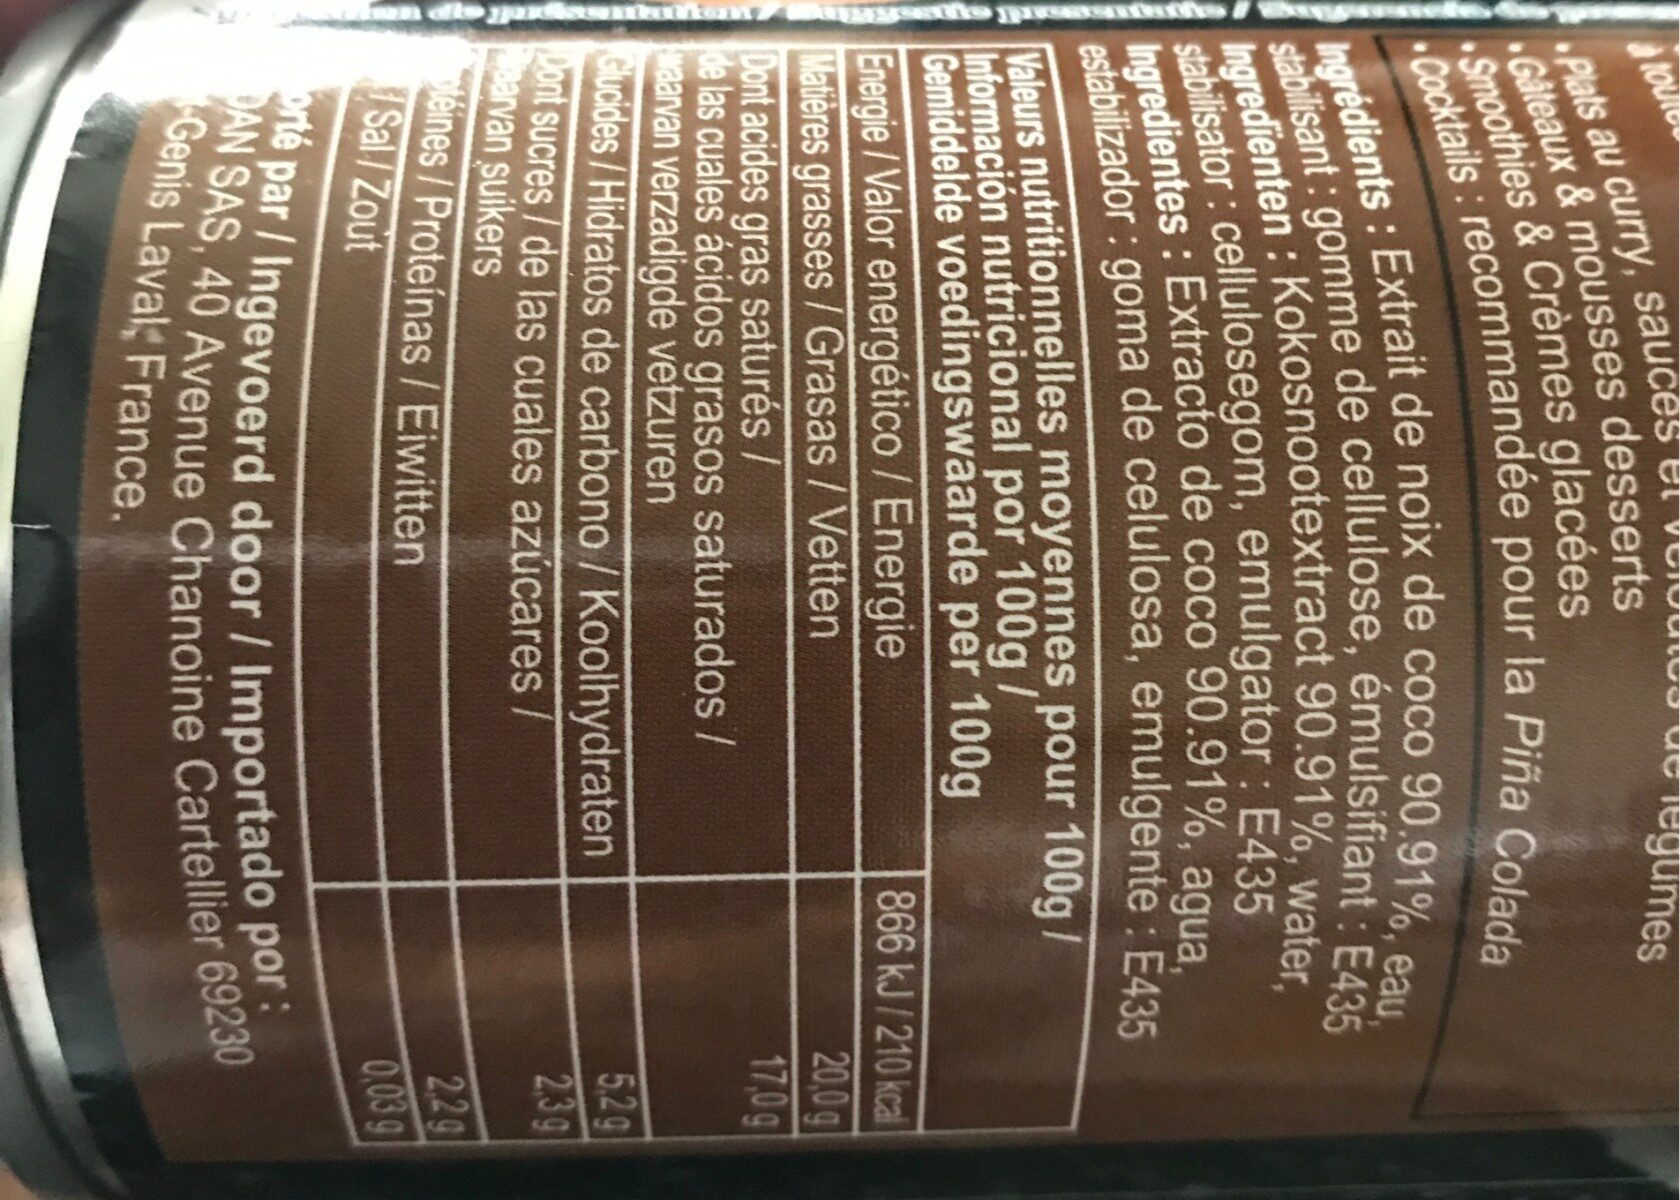 . Plats au curry, sauces et
. Gâteaux & mousses desserts
. Smoothies & Crèmes glacées
. Cocktails : recommandée pour la Piña Colada
Ingrédients : Extrait de noix de coco 90.91%, eau,
stabilisant : gomme de cellulose, émulsifiant : E435
Ingrediënten : Kokosnootextract 90.91%, water,
stabilisator : cellulosegom, emulgator : E435
Ingredientes : Extracto de coco 90.91%, agua,
estabilizador : goma de celulosa, emulgente : E435
Valeurs nutritionnelles moyennes pour 100g /
Información nutricional por 100g /
Gemiddelde voedingswaarde per 100g
Energie / Valor energético / Energie 866 kJ / 210 kcal
Matières grasses / Grasas / Vetten 20,0 g
Dont acides gras saturés / 17,0 g
de las cuales ácidos grasos saturados /
waarvan verzadigde vetzuren
Glucides / Hidratos de carbono / Koolhydraten 5,2 g
Dont sucres / de las cuales azúcares / 2,3 g
waarvan suikers
/ Proteínas / Eiwitten 2,2 g
/ Sal / Zout 0,03 g
par / Ingevoerd door / Importado por :
SAS, 40 Avenue Chanoine Cartellier 69230
-Genis Laval, France.